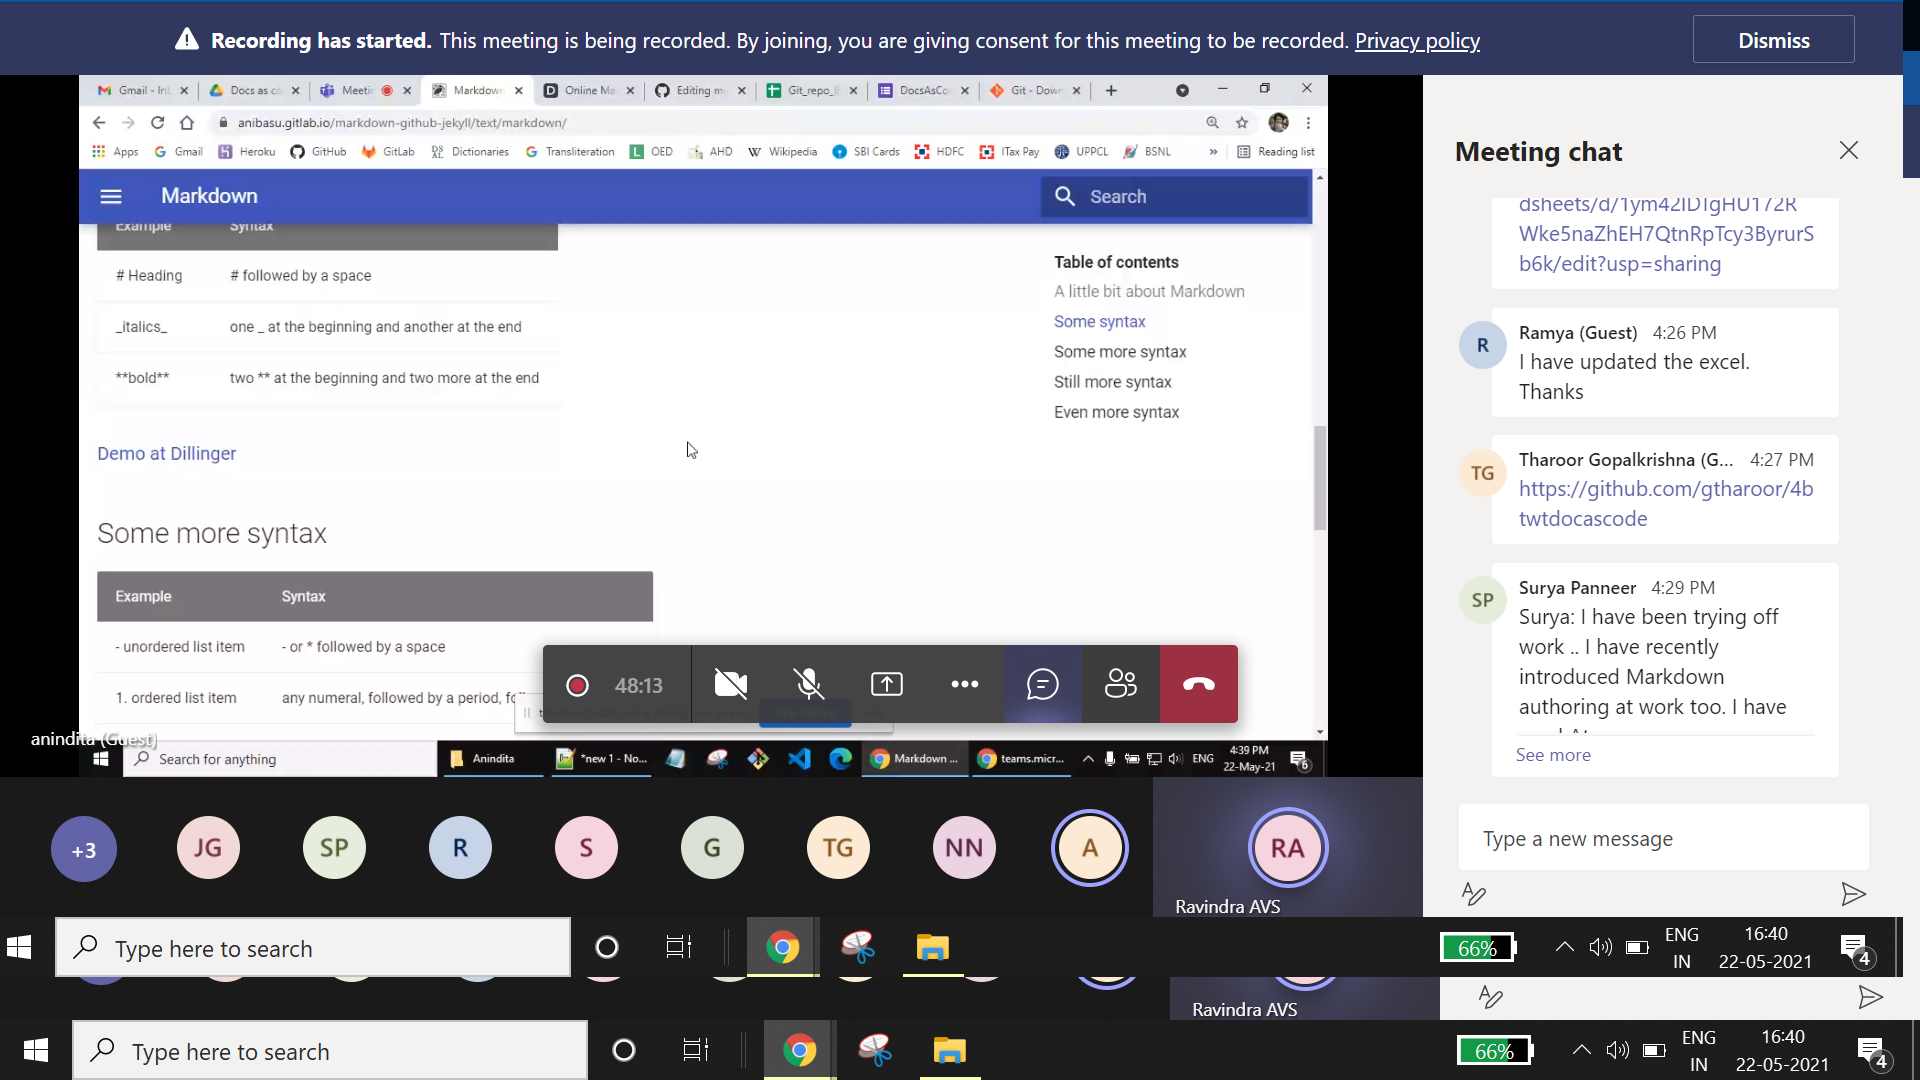 Recording has started. This meeting is being recorded. By joining, you are giving consent for this meeting to be recorded. Privacy policy
Dismiss
Gmail - In
Docs as c
Meeti
Markdown
Online Ma
Editing m
Git_repo_l
DocsAsCo
Git - Dow
anibasu.gitlab.io/markdown-github-jekyll/text/markdown/
Apps Gmail Heroku GitHub GitLab Dictionaries Transliteration OED AHD Wikipedia SBI Cards HDFC ITax Pay UPPCL BSNL » Reading list
Markdown
Search
Example Syntax
# Heading # followed by a space
_italics_ one _ at the beginning and another at the end
**bold** two ** at the beginning and two more at the end
Demo at Dillinger
Some more syntax
Example Syntax
- unordered list item - or * followed by a space
1. ordered list item any numeral, followed by a period, fo
Table of contents
A little bit about Markdown
Some syntax
Some more syntax
Still more syntax
Even more syntax
48:13
anindita (Guest)
Search for anything
Anindita
*new 1 - No...
Markdown ...
teams.micr...
ENG
4:39 PM
22-May-21
6
+3
JG
SP
R
S
G
TG
NN
A
RA
Ravindra AVS
Meeting chat
dsheets/d/1ym42ID1gHU172R
Wke5naZhEH7QtnRpTcy3ByrurS
b6k/edit?usp=sharing
R
Ramya (Guest) 4:26 PM
I have updated the excel.
Thanks
TG
Tharoor Gopalkrishna (G... 4:27 PM
https://github.com/gtharoor/4b
twtdocascode
SP
Surya Panneer 4:29 PM
Surya: I have been trying off
work .. I have recently
introduced Markdown
authoring at work too. I have
See more
Type a new message
Type here to search
66%
ENG
IN
16:40
22-05-2021
4
Ravindra AVS
Type here to search
66%
ENG
IN
16:40
22-05-2021
4